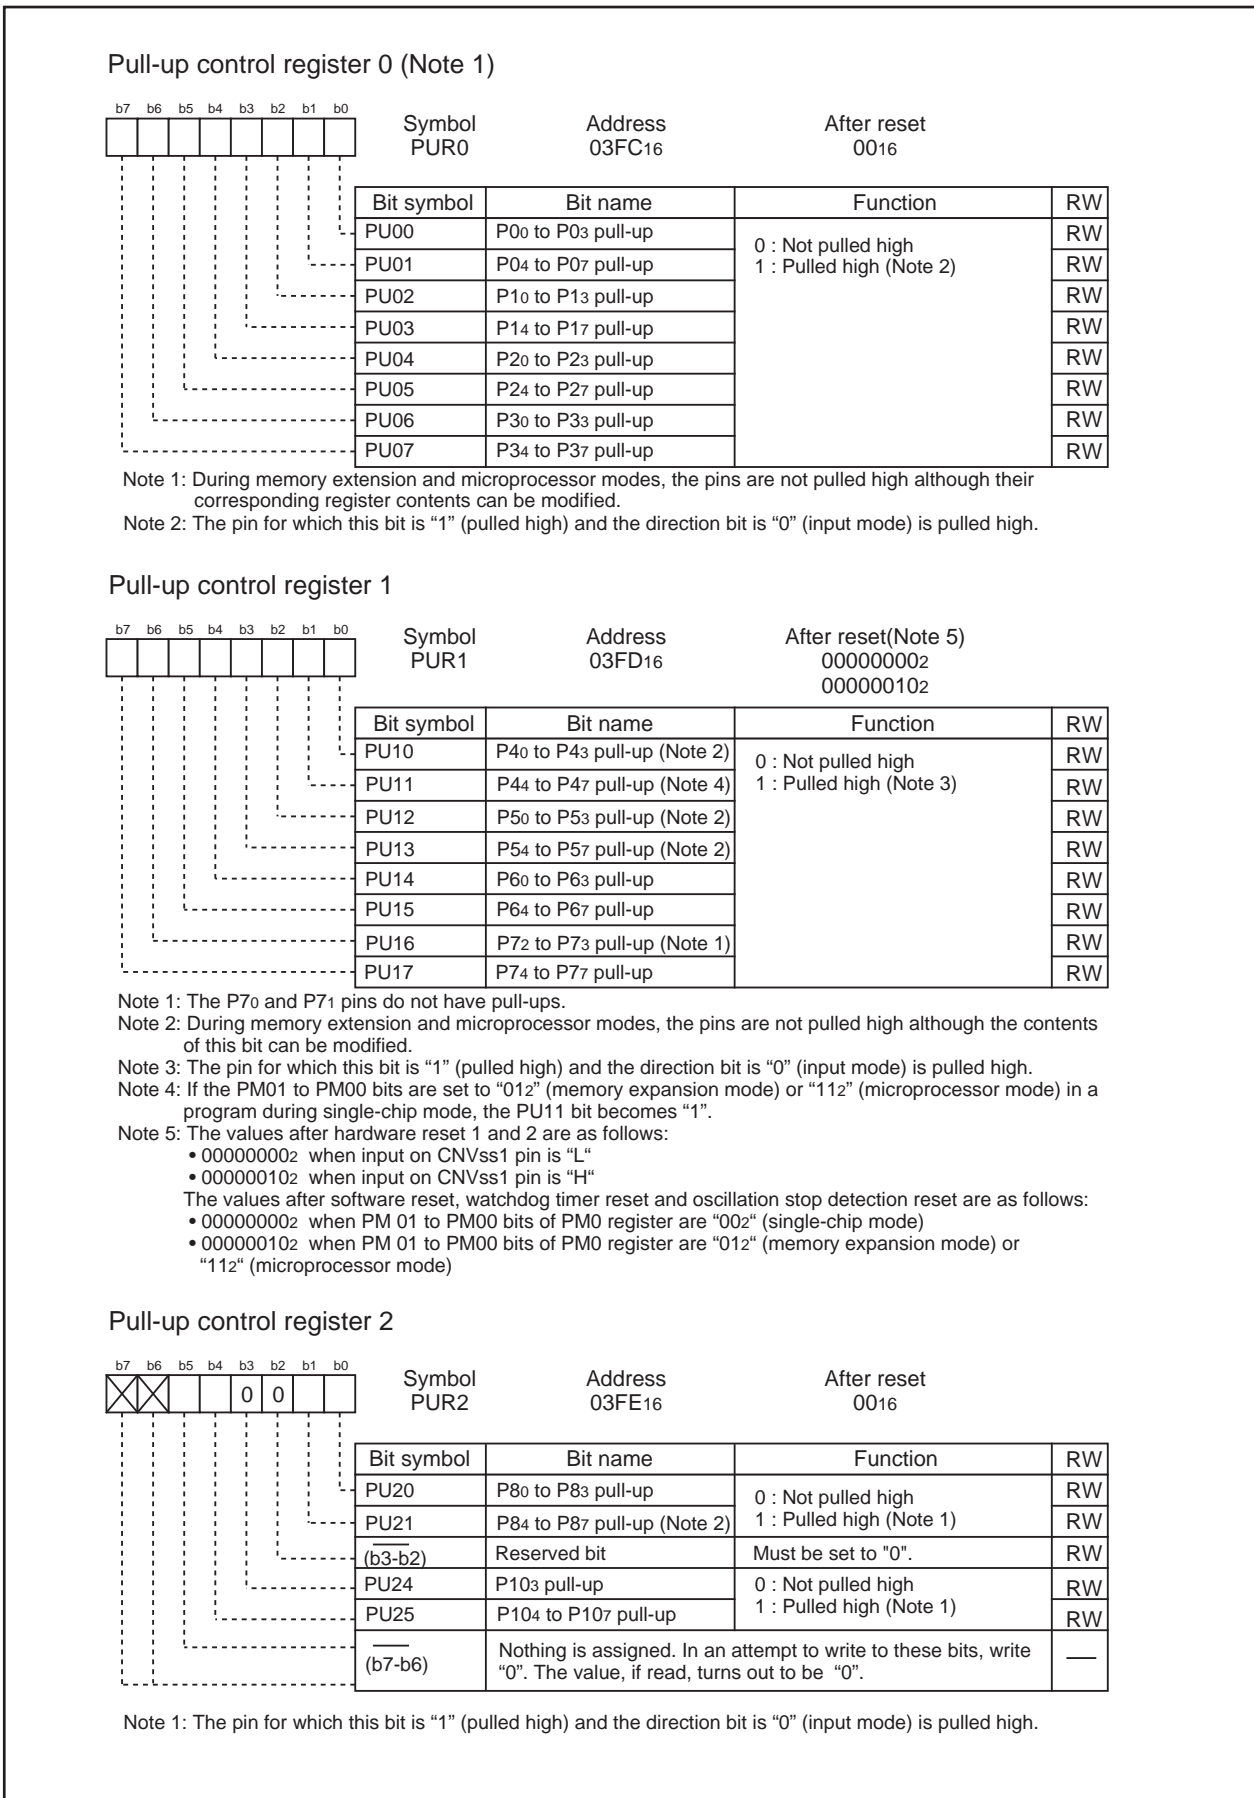 Pull-up control register 0 (Note 1)
b7 b6 b5 b4 b3 b2 b1 b0
Symbol Address After reset
PUR0 03FC16 0016
Bit symbol Bit name Function RW
PU00 P00 to P03 pull-up 0 : Not pulled high RW
PU01 P04 to P07 pull-up 1 : Pulled high (Note 2) RW
PU02 P10 to P13 pull-up RW
PU03 P14 to P17 pull-up RW
PU04 P20 to P23 pull-up RW
PU05 P24 to P27 pull-up RW
PU06 P30 to P33 pull-up RW
PU07 P34 to P37 pull-up RW
Note 1: During memory extension and microprocessor modes, the pins are not pulled high although their
corresponding register contents can be modified.
Note 2: The pin for which this bit is “1” (pulled high) and the direction bit is “0” (input mode) is pulled high.
Pull-up control register 1
b7 b6 b5 b4 b3 b2 b1 b0
Symbol Address After reset(Note 5)
PUR1 03FD16 000000002
000000102
Bit symbol Bit name Function RW
PU10 P40 to P43 pull-up (Note 2) 0 : Not pulled high RW
PU11 P44 to P47 pull-up (Note 4) 1 : Pulled high (Note 3) RW
PU12 P50 to P53 pull-up (Note 2) RW
PU13 P54 to P57 pull-up (Note 2) RW
PU14 P60 to P63 pull-up RW
PU15 P64 to P67 pull-up RW
PU16 P72 to P73 pull-up (Note 1) RW
PU17 P74 to P77 pull-up RW
Note 1: The P70 and P71 pins do not have pull-ups.
Note 2: During memory extension and microprocessor modes, the pins are not pulled high although the contents
of this bit can be modified.
Note 3: The pin for which this bit is “1” (pulled high) and the direction bit is “0” (input mode) is pulled high.
Note 4: If the PM01 to PM00 bits are set to “012” (memory expansion mode) or “112” (microprocessor mode) in a
program during single-chip mode, the PU11 bit becomes “1”.
Note 5: The values after hardware reset 1 and 2 are as follows:
• 000000002 when input on CNVss1 pin is “L“
• 000000102 when input on CNVss1 pin is “H“
The values after software reset, watchdog timer reset and oscillation stop detection reset are as follows:
• 000000002 when PM 01 to PM00 bits of PM0 register are “002“ (single-chip mode)
• 000000102 when PM 01 to PM00 bits of PM0 register are “012“ (memory expansion mode) or
“112“ (microprocessor mode)
Pull-up control register 2
b7 b6 b5 b4 b3 b2 b1 b0
0 0
Symbol Address After reset
PUR2 03FE16 0016
Bit symbol Bit name Function RW
PU20 P80 to P83 pull-up 0 : Not pulled high RW
PU21 P84 to P87 pull-up (Note 2) 1 : Pulled high (Note 1) RW
(b3-b2) Reserved bit Must be set to "0". RW
PU24 P103 pull-up 0 : Not pulled high RW
PU25 P104 to P107 pull-up 1 : Pulled high (Note 1) RW
(b7-b6) Nothing is assigned. In an attempt to write to these bits, write
“0”. The value, if read, turns out to be “0”.
Note 1: The pin for which this bit is “1” (pulled high) and the direction bit is “0” (input mode) is pulled high.